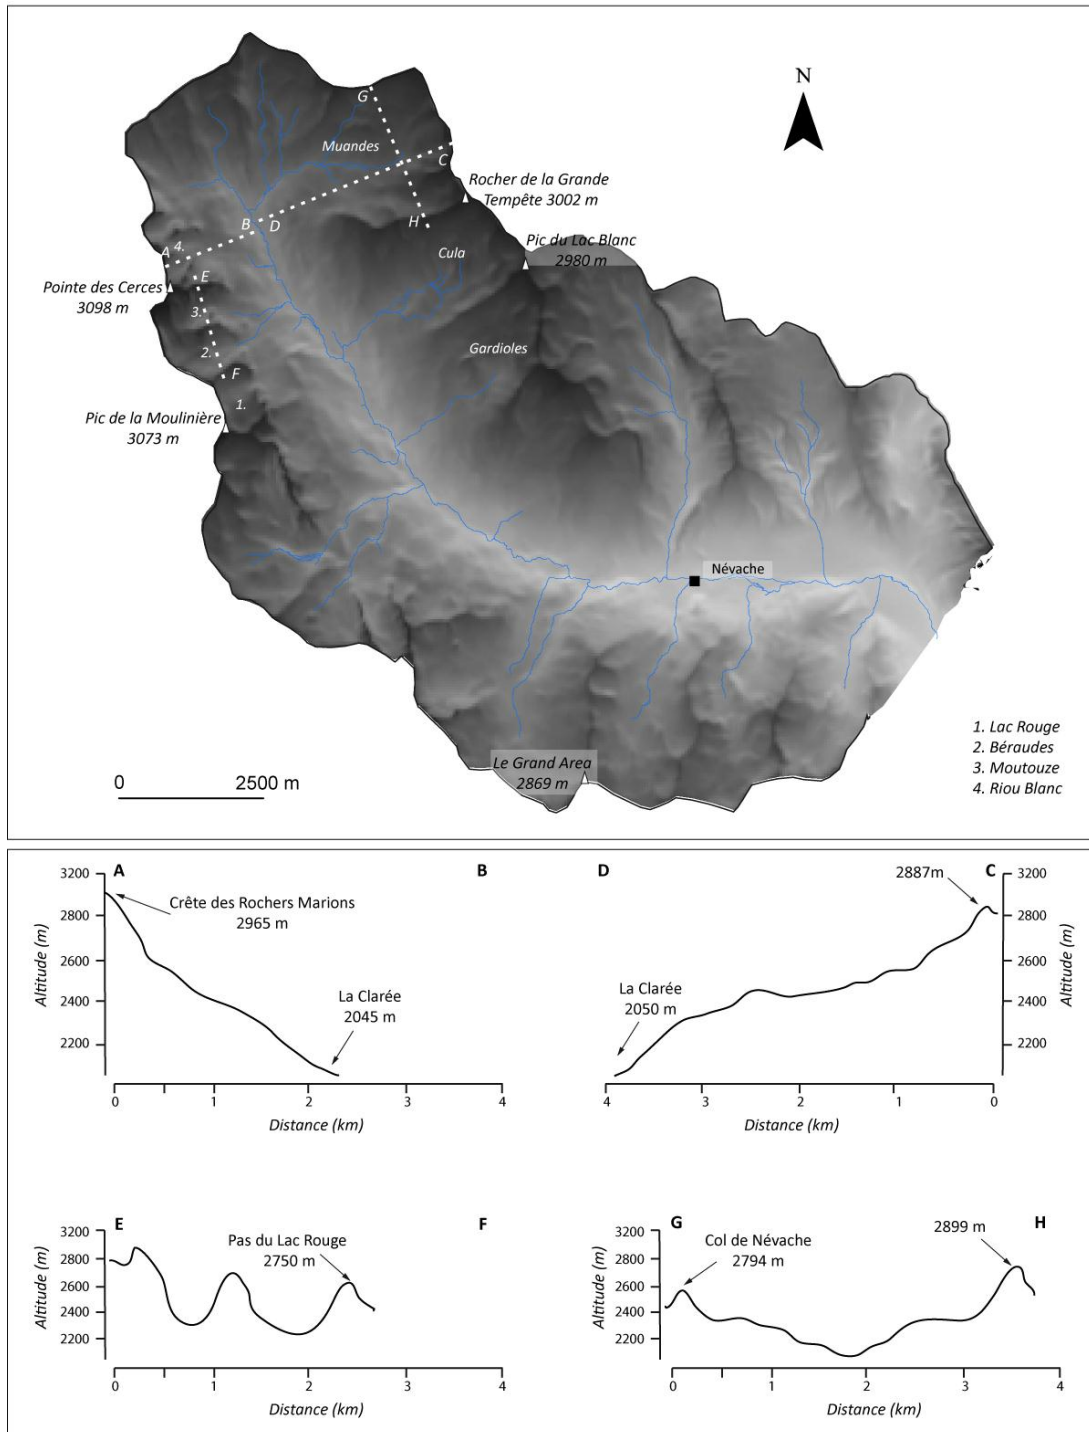 N
G
Muandes
C
Rocher de la Grande
Tempête 3002 m
B
D
H
Pic du Lac Blanc
2980 m
A
4.
Cula
E
Pointe des Cerces
3098 m
3.
Gardioles
2.
F
1.
Pic de la Moulinière
3073 m
Névache
1. Lac Rouge
2. Béraudes
3. Moutouze
4. Riou Blanc
Le Grand Area
2869 m
0
2500 m
A
B
3200
2800
2600
2400
2200
Altitude (m)
Crête des Rochers Marions
2965 m
La Clarée
2045 m
0
1
2
3
4
Distance (km)
D
C
2887m
3200
2800
2600
2400
2200
Altitude (m)
La Clarée
2050 m
4
3
2
1
0
Distance (km)
E
F
3200
2800
2600
2400
2200
Altitude (m)
Pas du Lac Rouge
2750 m
0
1
2
3
4
Distance (km)
G
H
3200
2800
2600
2400
2200
Altitude (m)
Col de Névache
2794 m
2899 m
0
1
2
3
4
Distance (km)